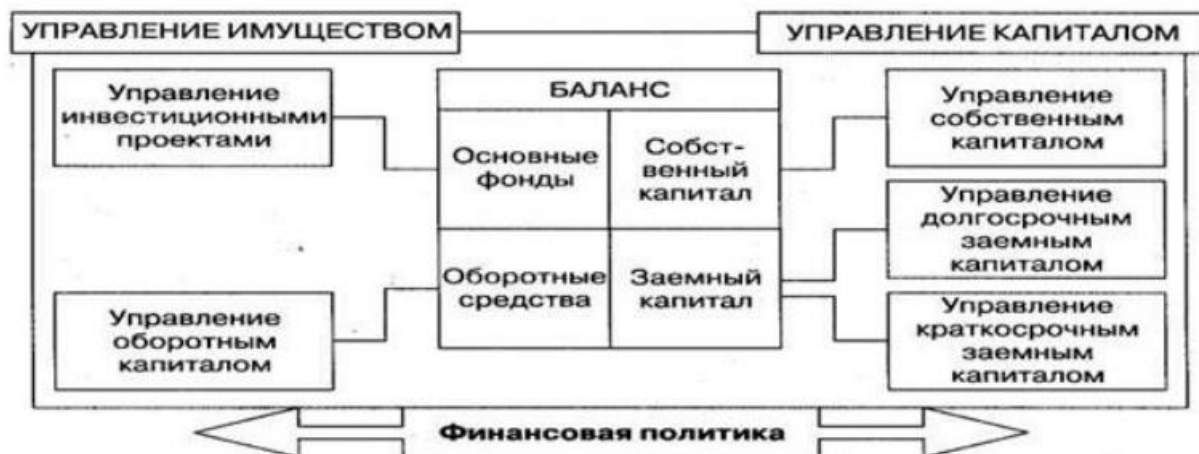 УПРАВЛЕНИЕ ИМУЩЕСТВОМ
УПРАВЛЕНИЕ КАПИТАЛОМ
Управление
инвестиционными
проектами
Управление
оборотным
капиталом
БАЛАНС
Основные
фонды
Собст-
венный
капитал
Оборотные
средства
Заемный
капитал
Управление
собственным
капиталом
Управление
долгосрочным
заемным
капиталом
Управление
краткосрочным
заемным
капиталом
Финансовая политика